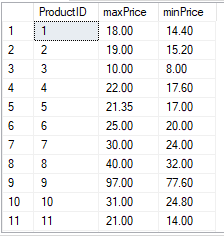 ProductID maxPrice minPrice
1 1 18.00 14.40
2 2 19.00 15.20
3 3 10.00 8.00
4 4 22.00 17.60
5 5 21.35 17.00
6 6 25.00 20.00
7 7 30.00 24.00
8 8 40.00 32.00
9 9 97.00 77.60
10 10 31.00 24.80
11 11 21.00 14.00